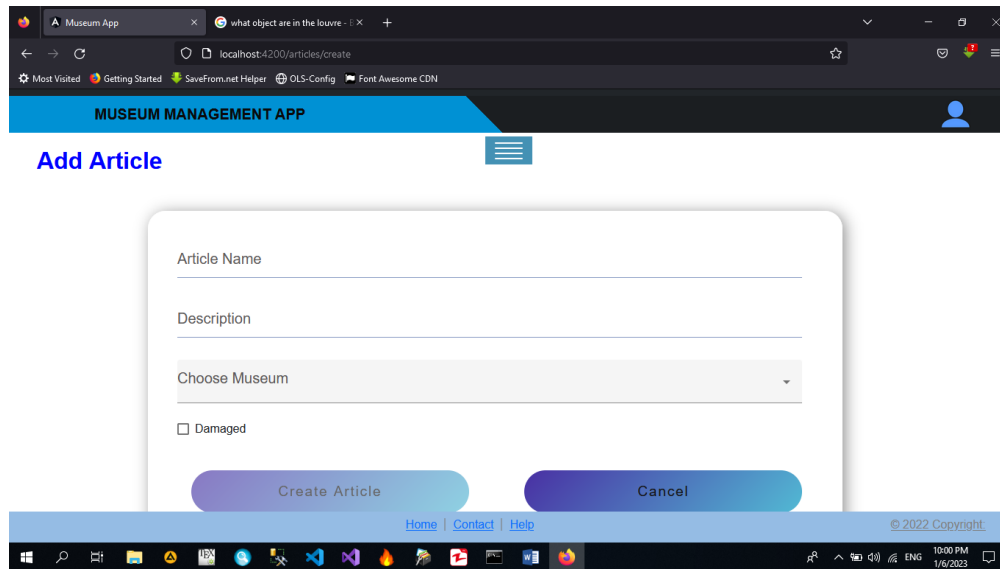 Museum App
what object are in the louvre -
localhost:4200/articles/create
Most Visited
Getting Started
SaveFrom.net Helper
OLS-Config
Font Awesome CDN
MUSEUM MANAGEMENT APP
Add Article
Article Name
Description
Choose Museum
Damaged
Create Article
Cancel
Home | Contact | Help
© 2022 Copyright:
ENG
10:00 PM
1/6/2023